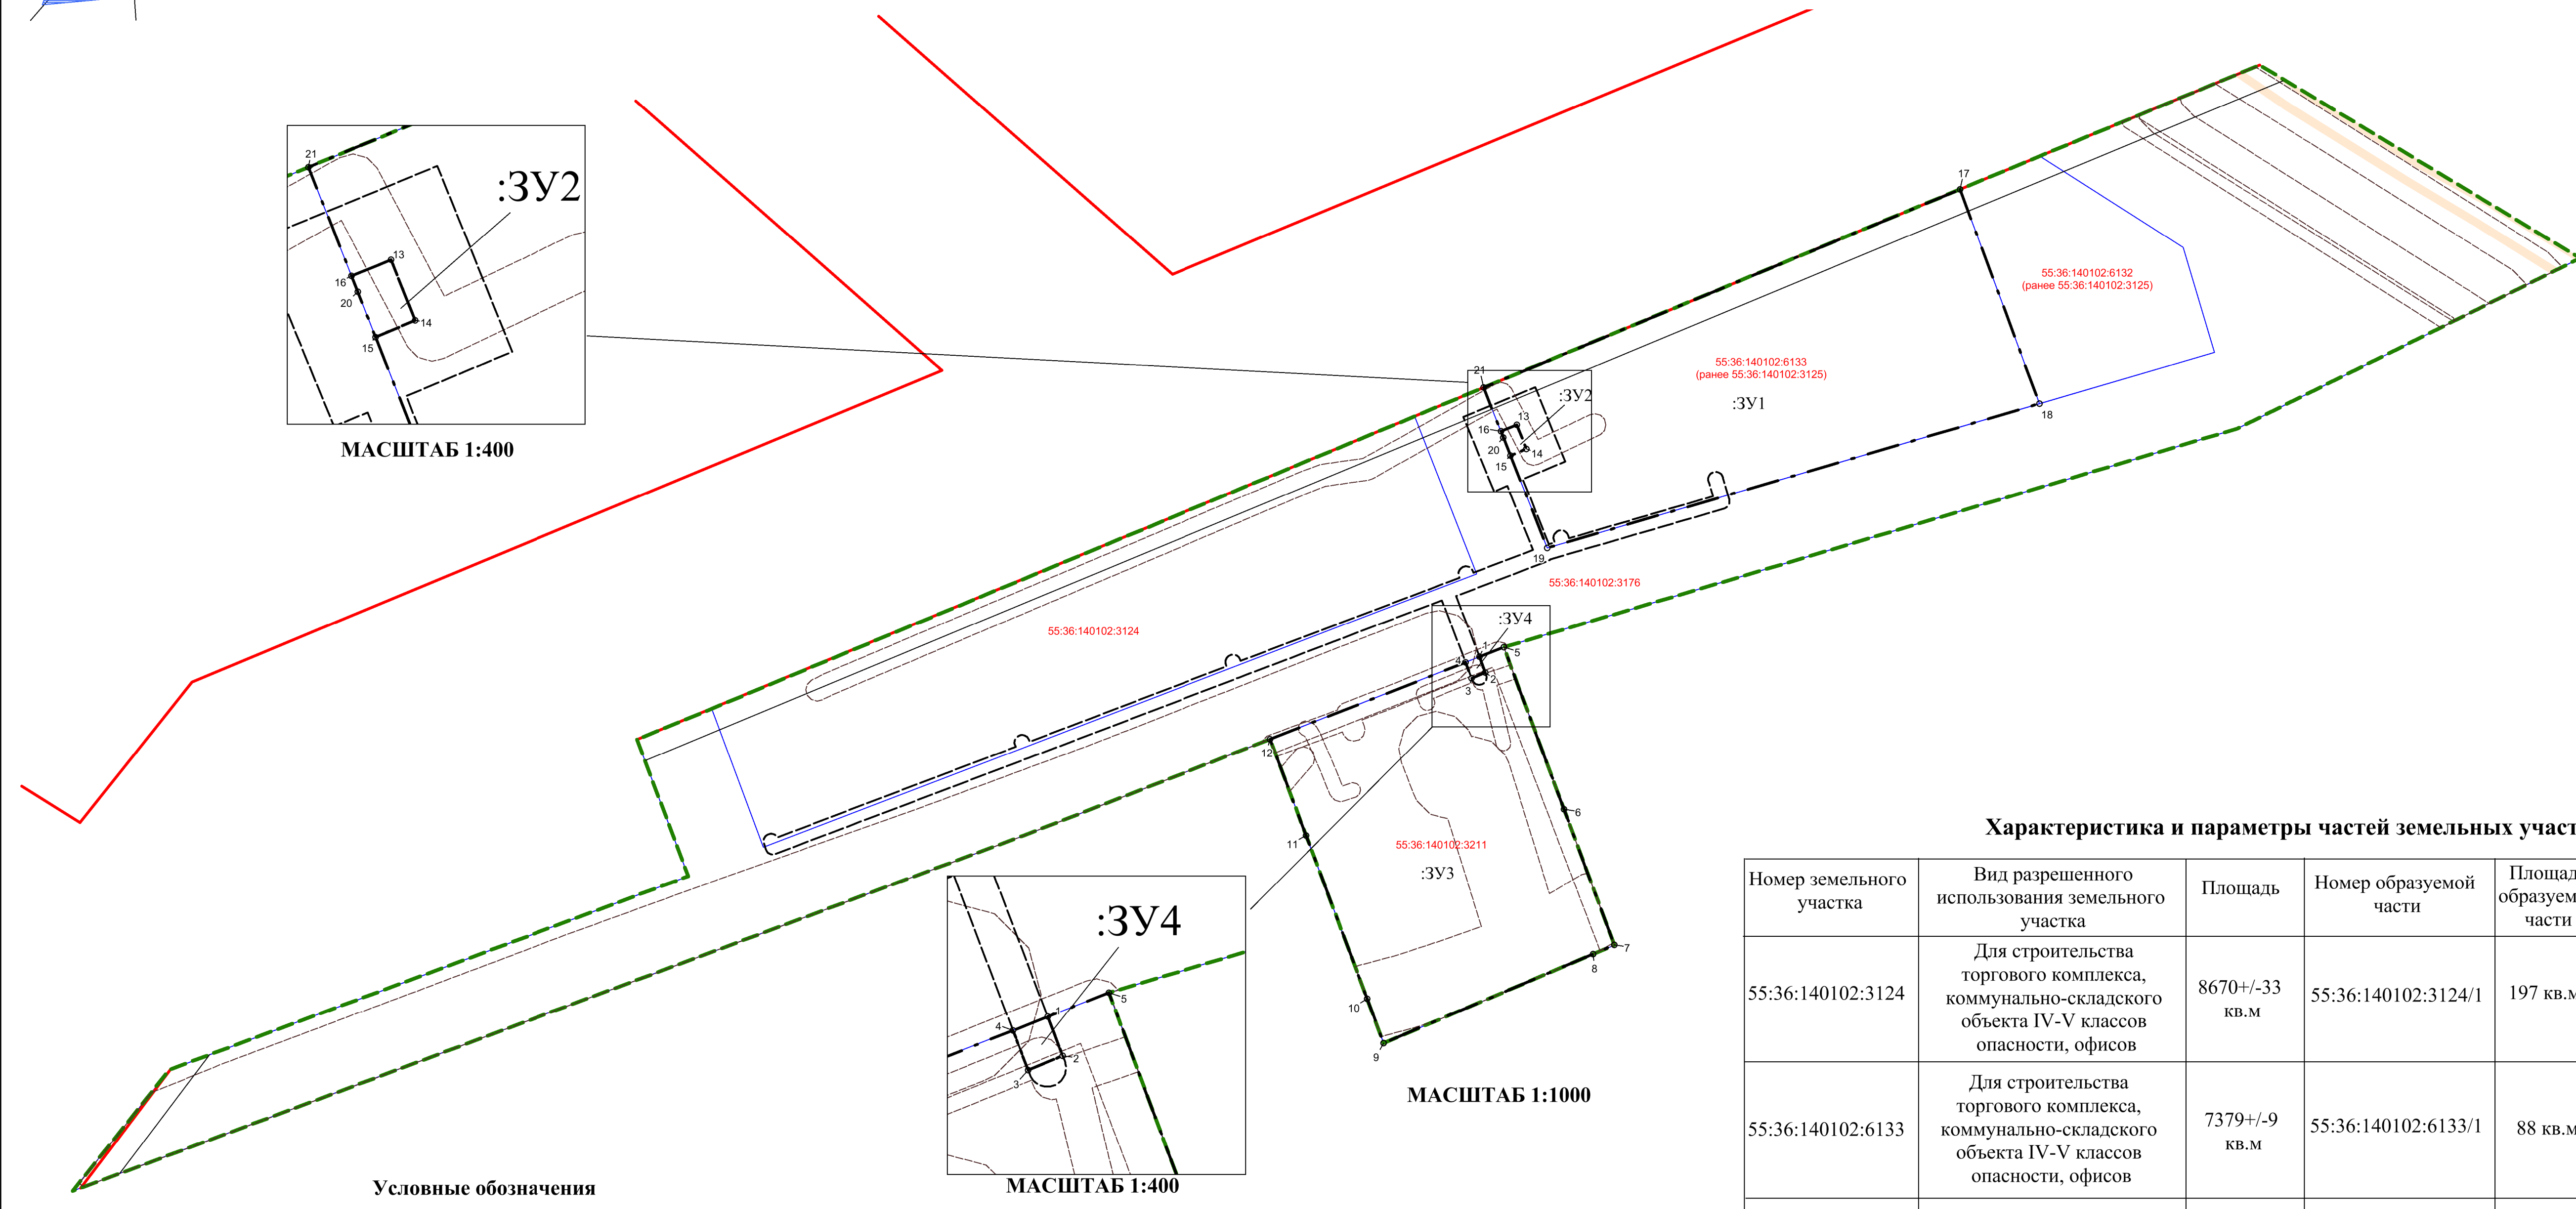 21
:ЗУ2
13
16
20
14
15
МАСШТАБ 1:400
17
55:36:140102:6132
(ранее 55:36:140102:3125)
55:36:140102:6133
(ранее 55:36:140102:3125)
:ЗУ1
18
21
:ЗУ2
13
16
20
14
15
19
55:36:140102:3176
55:36:140102:3124
:ЗУ4
1
5
4
2
3
12
6
11
55:36:140102:3211
:ЗУ3
7
8
10
9
МАСШТАБ 1:1000
:ЗУ4
5
1
4
2
3
МАСШТАБ 1:400
Условные обозначения
Характеристика и параметры частей земельных
Номер земельного
участка
Вид разрешенного
использования земельного
участка
Площадь
Номер образуемой
части
части
55:36:140102:3124
Для строительства
торгового комплекса,
коммунально-складского
объекта IV-V классов
опасности, офисов
8670+/-33
кв.м
55:36:140102:3124/1
197 кв.м
55:36:140102:6133
Для строительства
торгового комплекса,
коммунально-складского
объекта IV-V классов
опасности, офисов
7379+/-9
кв.м
55:36:140102:6133/1
88 кв.м